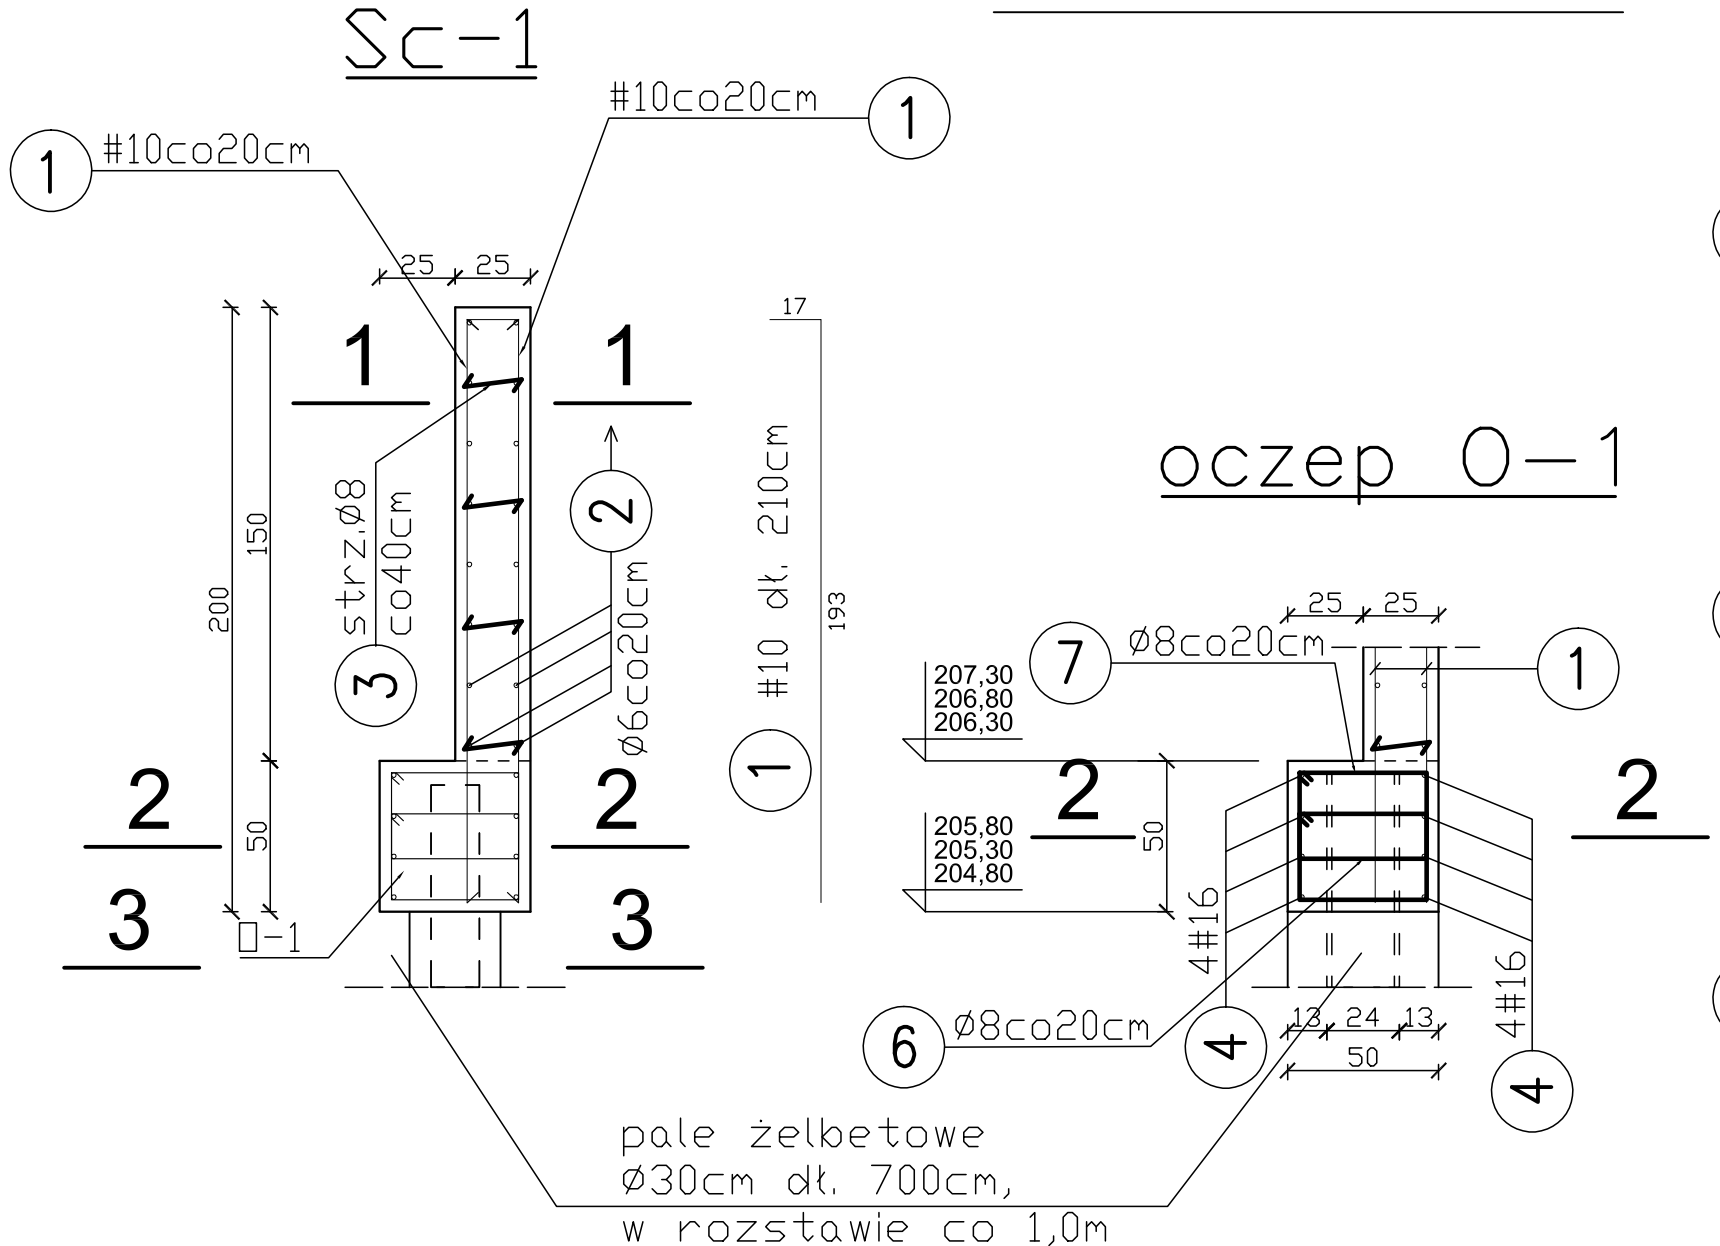 Sc-1
#10co20cm
1
1
#10co20cm
25
25
17
1
1
200
150
50
strz.Ø8
co40cm
3
2
Ø6co20cm
1
#10 dł. 210cm
193
2
2
3
3
O-1
oczep O-1
25
25
7
Ø8co20cm
1
207,30
206,80
206,30
205,80
205,30
204,80
2
2
50
4#16
4
4#16
4
6
Ø8co20cm
13
24
13
50
pale żelbetowe
Ø30cm dł. 700cm,
w rozstawie co 1,0m